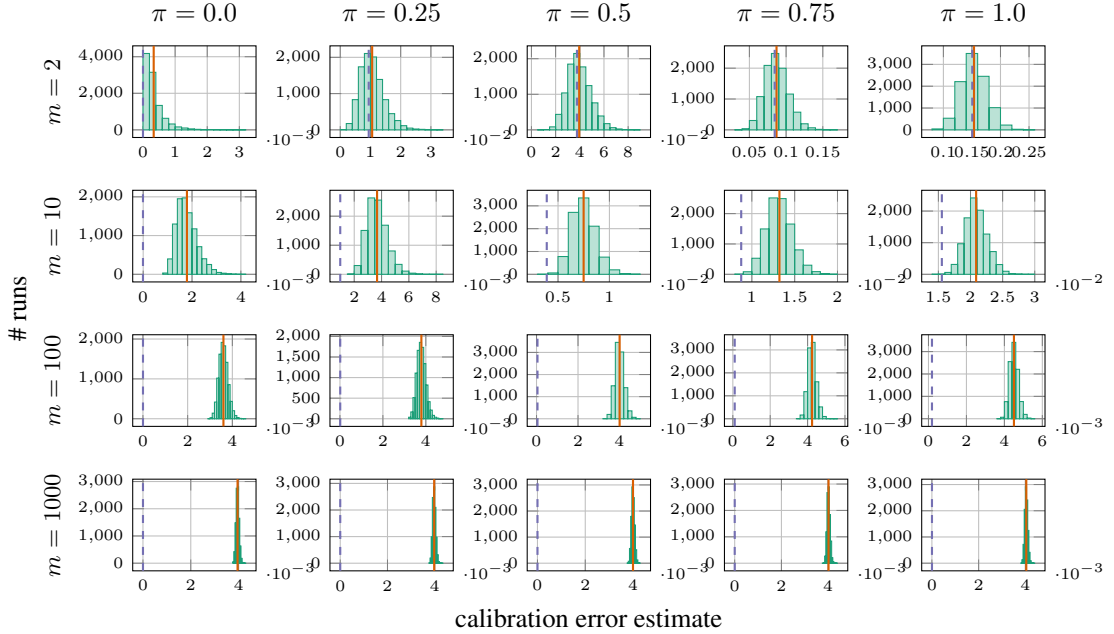 π = 0.0 π = 0.25 π = 0.5 π = 0.75 π = 1.0
m = 2
4,000 2,000 0
0 1 2 3 ·10⁻³
2,000 1,000 0
0 1 2 3 ·10⁻²
2,000 1,000 0
0 2 4 6 8 ·10⁻²
2,000 1,000 0
0.05 0.1 0.15
3,000 2,000 1,000 0
0.1 0.15 0.20 0.25
m = 10
2,000 1,000 0
0 2 4 ·10⁻³
2,000 1,000 0
2 4 6 8 ·10⁻³
3,000 2,000 1,000 0
0.5 1 ·10⁻²
2,000 1,000 0
1 1.5 2 ·10⁻²
2,000 1,000 0
1.5 2 2.5 3 ·10⁻²
# runs
m = 100
2,000 1,000 0
0 2 4 ·10⁻³
2,000 1,500 1,000 500 0
0 2 4 ·10⁻³
3,000 2,000 1,000 0
0 2 4 ·10⁻³
3,000 2,000 1,000 0
0 2 4 6 ·10⁻³
3,000 2,000 1,000 0
0 2 4 6 ·10⁻³
m = 1000
3,000 2,000 1,000 0
0 2 4 ·10⁻³
3,000 2,000 1,000 0
0 2 4 ·10⁻³
3,000 2,000 1,000 0
0 2 4 ·10⁻³
3,000 2,000 1,000 0
0 2 4 ·10⁻³
3,000 2,000 1,000 0
0 2 4 ·10⁻³
calibration error estimate